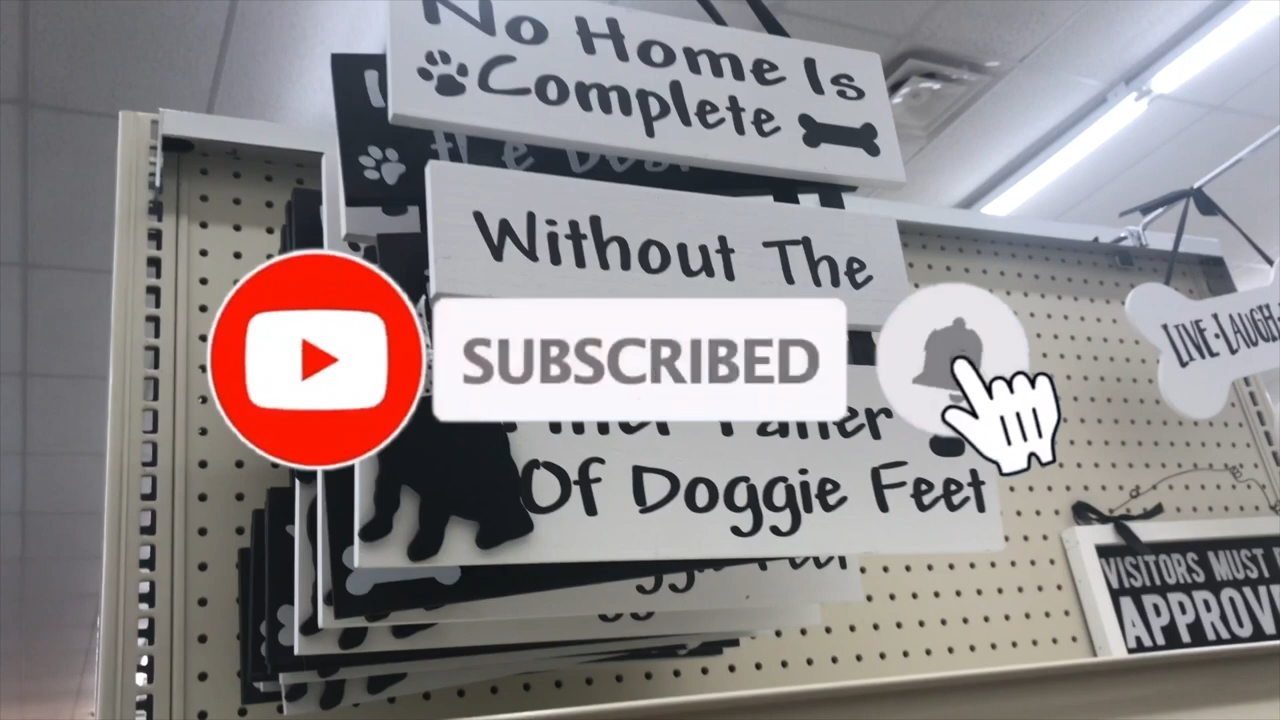 No Home Is
Complete
Without The
SUBSCRIBED
Of Doggie Feet
LIVE·LAUGH
VISITORS MUST
APPROV